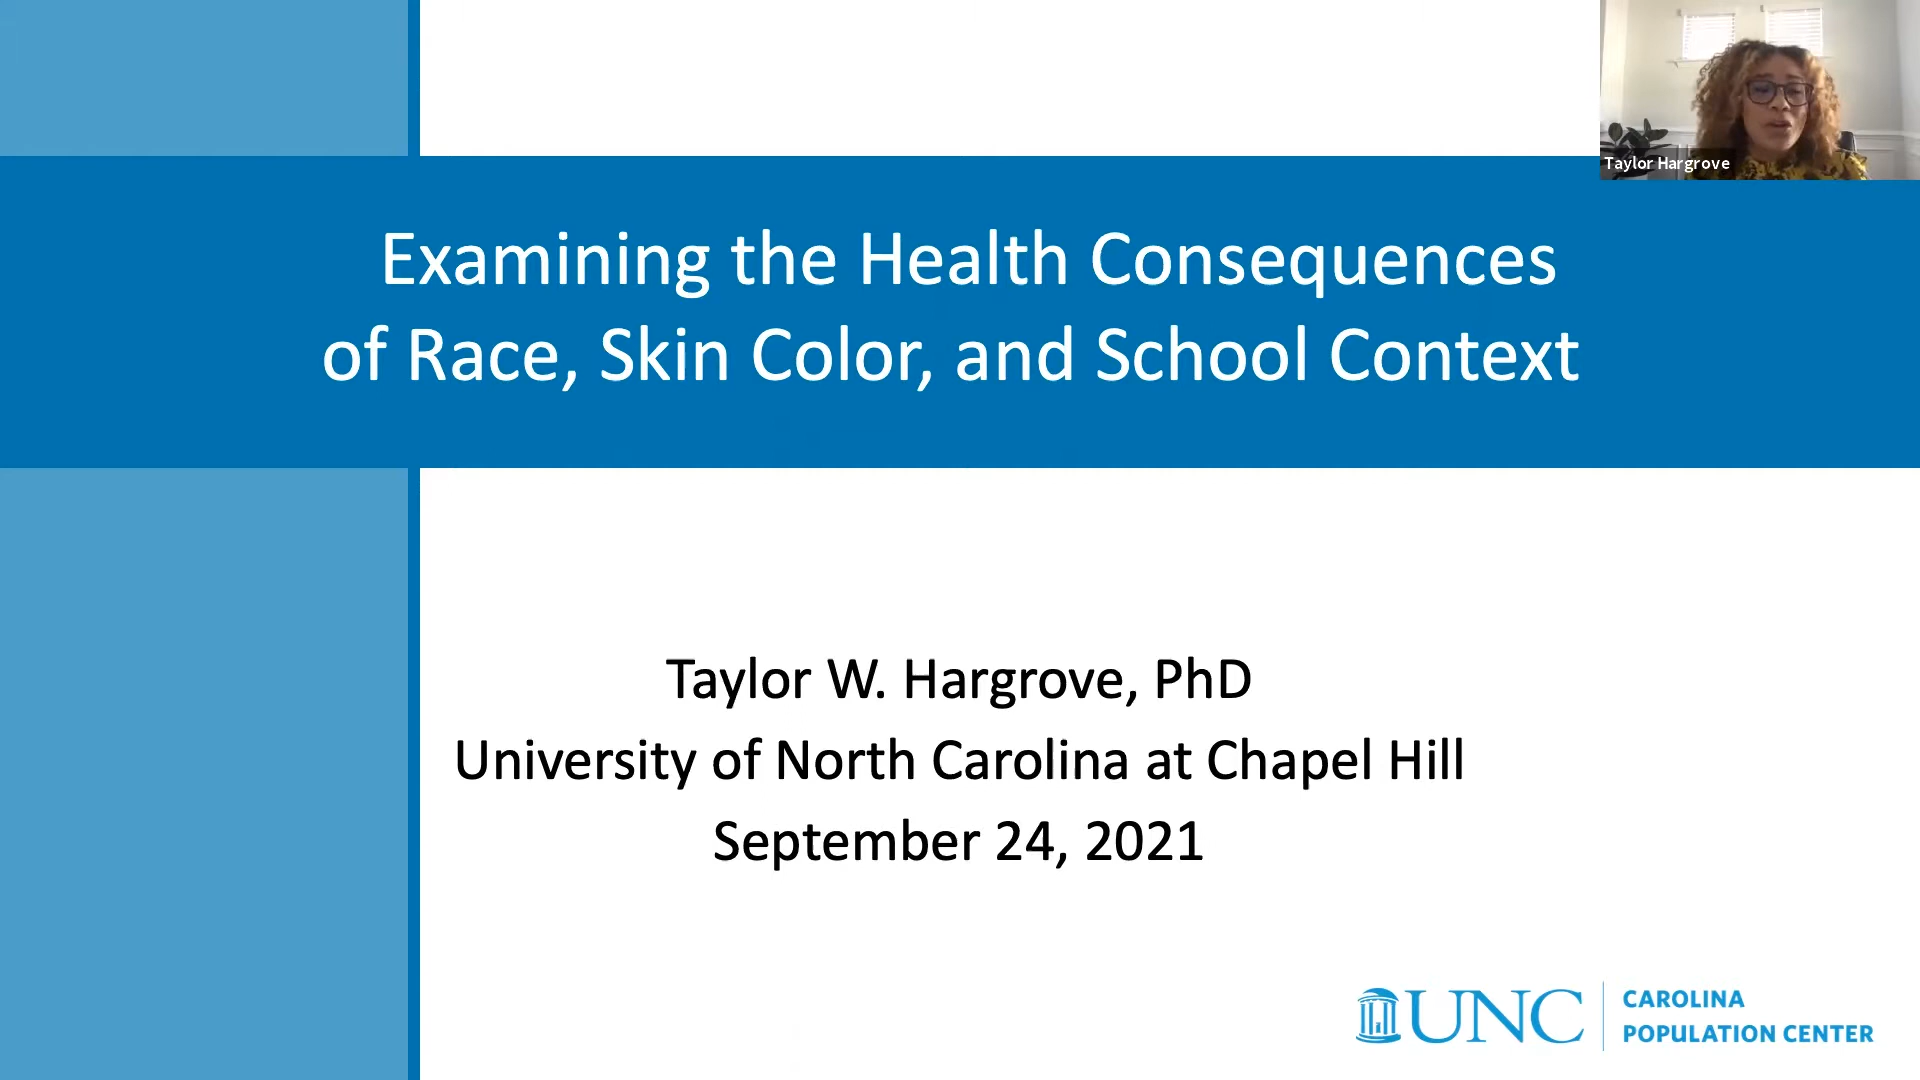 Taylor Hargrove
Examining the Health Consequences
of Race, Skin Color, and School Context
Taylor W. Hargrove, PhD
University of North Carolina at Chapel Hill
September 24, 2021
UNC
CAROLINA
POPULATION CENTER